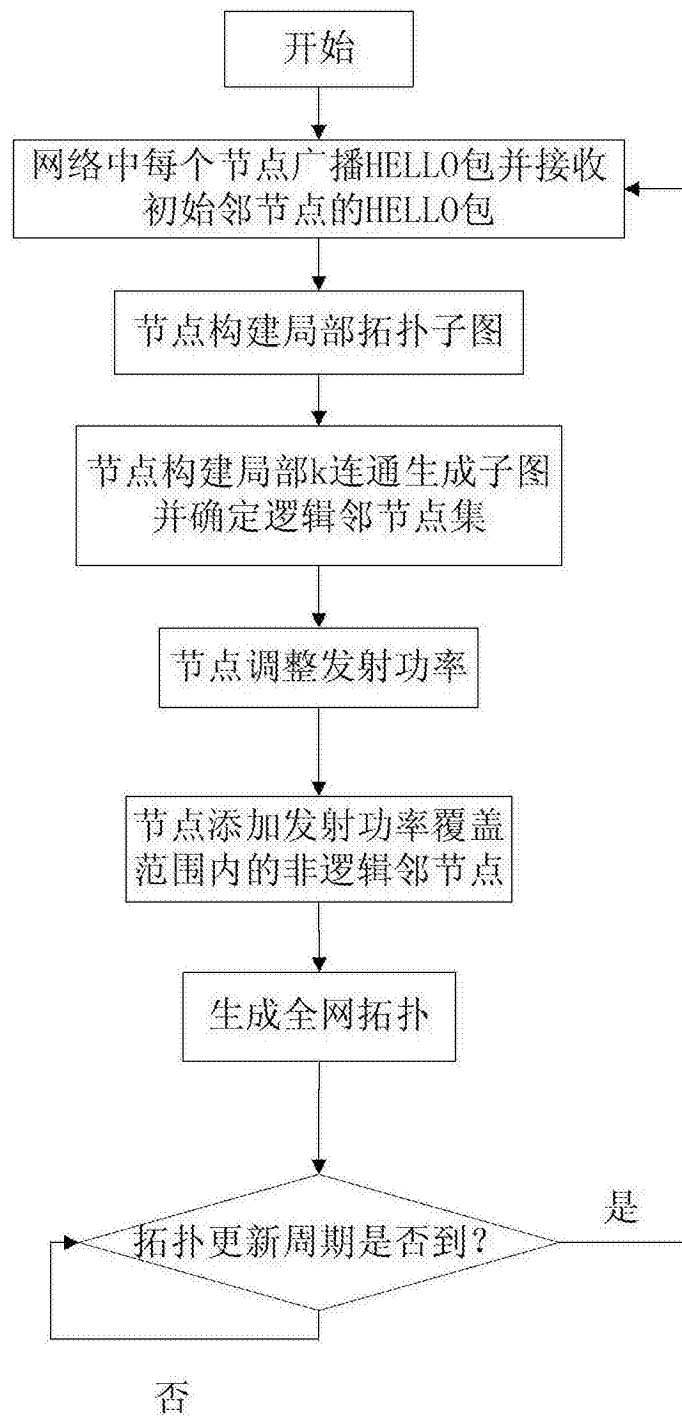 开始
网络中每个节点广播HELLO包并接收
初始邻节点的HELLO包
节点构建局部拓扑子图
节点构建局部k连通生成子图
并确定逻辑邻节点集
节点调整发射功率
节点添加发射功率覆盖
范围内的非逻辑邻节点
生成全网拓扑
拓扑更新周期是否到?
是
否